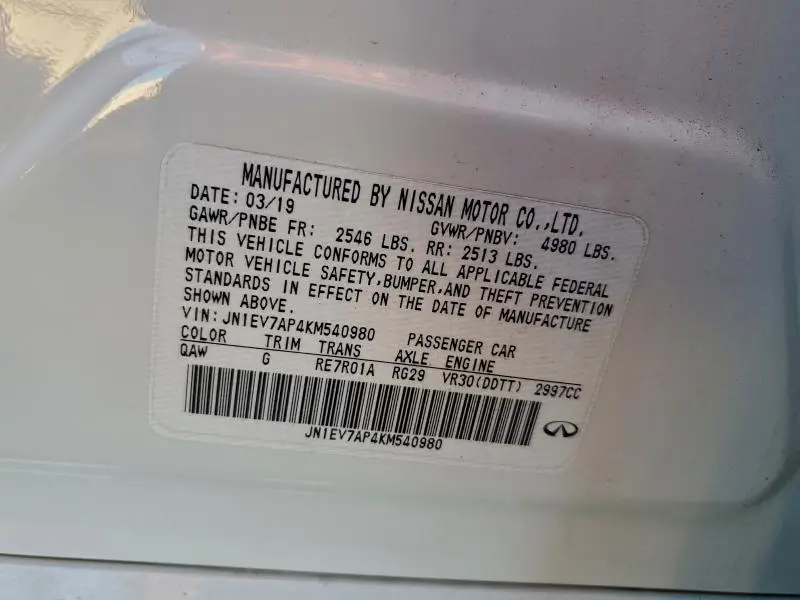 MANUFACTURED BY NISSAN MOTOR CO.,LTD.
DATE: 03/19 GVWR/PNBV: 4980 LBS.
GAWR/PNBE FR: 2546 LBS. RR: 2513 LBS.
THIS VEHICLE CONFORMS TO ALL APPLICABLE FEDERAL
MOTOR VEHICLE SAFETY,BUMPER,AND THEFT PREVENTION
STANDARDS IN EFFECT ON THE DATE OF MANUFACTURE
SHOWN ABOVE.
VIN: JN1EV7AP4KM540980 PASSENGER CAR
COLOR TRIM TRANS AXLE ENGINE
QAW G RE7R01A RG29 VR30(DDTT) 2997CC
JN1EV7AP4KM540980